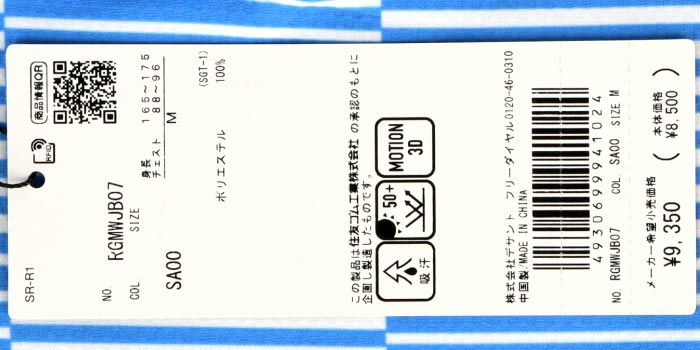 商品情報QR
RFID
SR-R1
NO. RGMWJB07
COL. SA00
SIZE M
身長 165~175
チェスト 88~96
(SGT-1)
ポリエステル 100%
この製品は住友ゴム工業株式会社の承認のもとに
企画し製造したものです。
MOTION
3D
50+
吸汗
株式会社デサント フリーダイヤル0120-46-0310
中国製/MADE IN CHINA
4930699941024
NO. RGMWJB07 COL. SA00 SIZE M
メーカー希望小売価格 本体価格
¥9,350 (¥8,500)